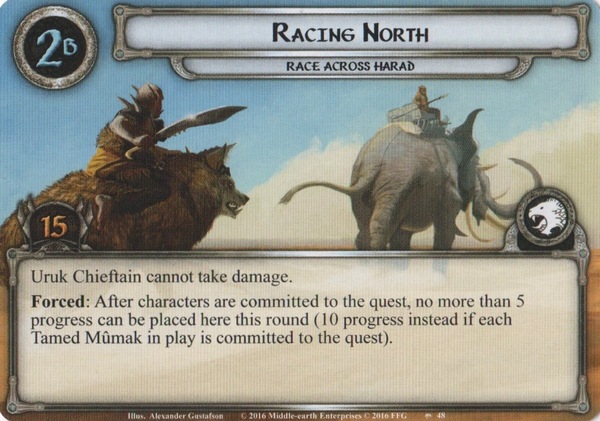 2B
RACING NORTH
RACE ACROSS HARAD
15
Uruk Chieftain cannot take damage.
Forced: After characters are committed to the quest, no more than 5
progress can be placed here this round (10 progress instead if each
Tamed Mûmak in play is committed to the quest).
Illus. Alexander Gustafson © 2016 Middle-earth Enterprises © 2016 FFG 48